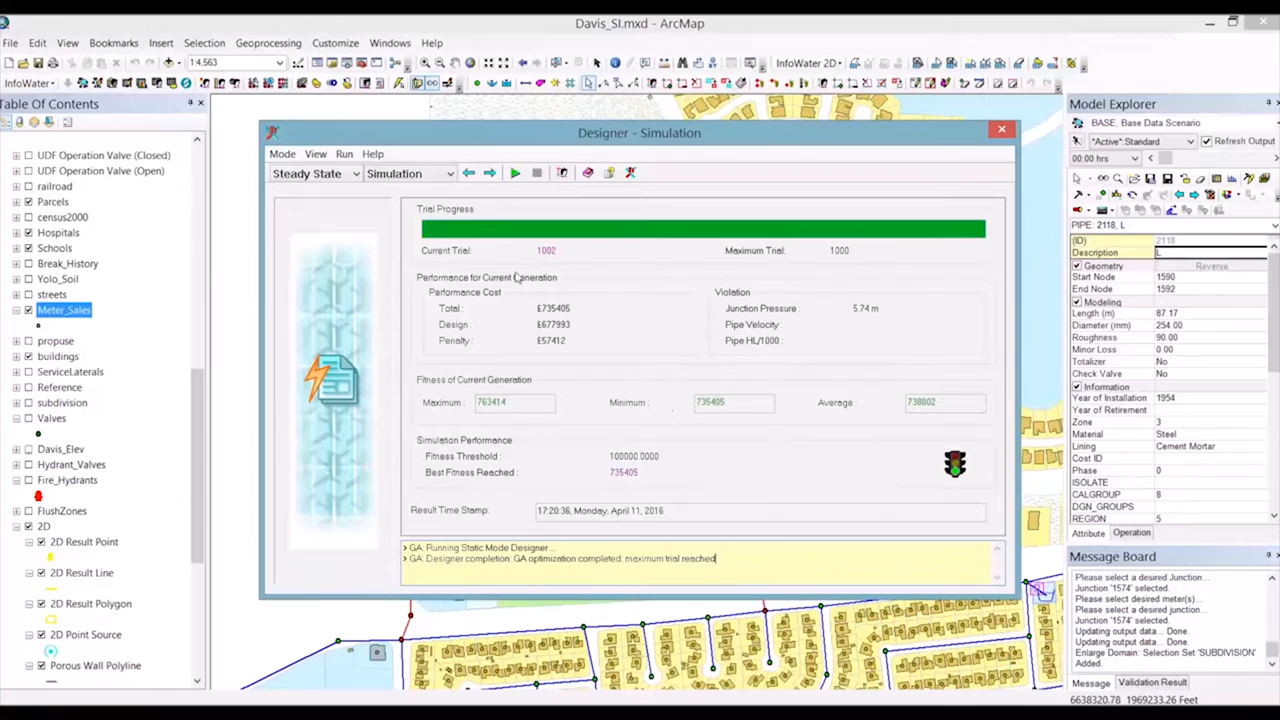 Davis_SI.mxd - ArcMap
File Edit View Bookmarks Insert Selection Geoprocessing Customize Windows Help
1:4,563
InfoWater 2D
InfoWater
Table Of Contents
UDF Operation Valve (Closed)
UDF Operation Valve (Open)
railroad
Parcels
census2000
Hospitals
Schools
Break_History
Yolo_Soil
streets
Meter_Sales
propuse
buildings
ServiceLaterals
Reference
subdivision
Valves
Davis_Elev
Hydrant_Valves
Fire_Hydrants
FlushZones
2D
2D Result Point
2D Result Line
2D Result Polygon
2D Point Source
Porous Wall Polyline
Designer - Simulation
Mode View Run Help
Steady State Simulation
Trial Progress
Current Trial: 1002 Maximum Trial: 1000
Performance for Current Generation
Performance Cost Violation
Total : £735405 Junction Pressure : 5.74 m
Design : £677993 Pipe Velocity
Penalty : £57412 Pipe HL/1000 :
Fitness of Current Generation
Maximum : 763414 Minimum : 735405 Average : 738802
Simulation Performance
Fitness Threshold : 100000.0000
Best Fitness Reached : 735405
Result Time Stamp: 17:20:36, Monday, April 11, 2016
> GA: Running Static Mode Designer ...
> GA: Designer completion: GA optimization completed: maximum trial reached
Model Explorer
BASE, Base Data Scenario
*Active*:Standard Refresh Output
00:00 hrs
PIPE: 2118, L
(ID) 2118
Description L
Geometry Reverse
Start Node 1590
End Node 1592
Modeling
Length (m) 87.17
Diameter (mm) 254.00
Roughness 90.00
Minor Loss 0.00
Totalizer No
Check Valve No
Information
Year of Installation 1954
Year of Retirement
Zone 3
Material Steel
Lining Cement Mortar
Cost ID
Phase 0
ISOLATE
CALGROUP 8
DGN_GROUPS
REGION 5
Attribute Operation
Message Board
Please select a desired Junction...
Junction '1574' selected.
Please select desired meter(s)...
Please select a desired junction...
Junction '1574' selected.
Updating output data... Done.
Updating output data... Done.
Enlarge Domain: Selection Set 'SUBDIVISION'
Added.
Message Validation Result
6638320.78 1969233.26 Feet